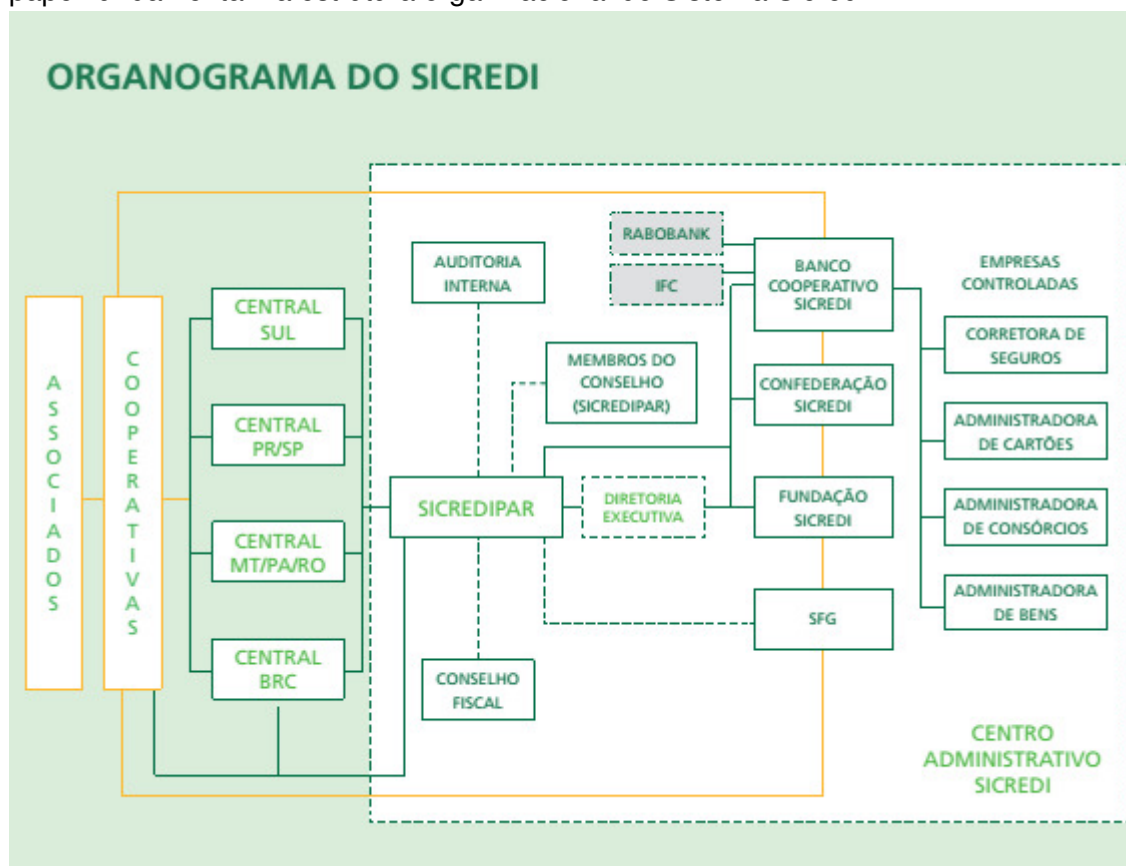 ORGANOGRAMA DO SICREDI
ASSOCIADOS
COOPERATIVAS
CENTRAL
SUL
CENTRAL
PR/SP
CENTRAL
MT/PA/RO
CENTRAL
BRC
AUDITORIA
INTERNA
MEMBROS DO
CONSELHO
(SICREDIPAR)
SICREDIPAR
DIRETORIA
EXECUTIVA
CONSELHO
FISCAL
RABOBANK
IFC
BANCO
COOPERATIVO
SICREDI
CONFEDERAÇÃO
SICREDI
FUNDAÇÃO
SICREDI
SFG
EMPRESAS
CONTROLADAS
CORRETORA DE
SEGUROS
ADMINISTRADORA
DE CARTÕES
ADMINISTRADORA
DE CONSÓRCIOS
ADMINISTRADORA
DE BENS
CENTRO
ADMINISTRATIVO
SICREDI